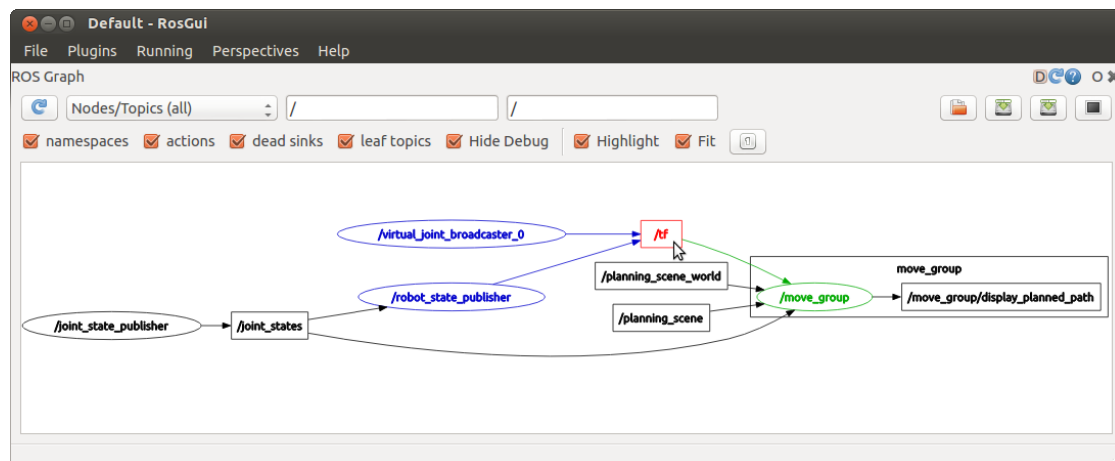 Default - RosGui
File Plugins Running Perspectives Help
ROS Graph
D C ? O ✖
Nodes/Topics (all) / /
namespaces actions dead sinks leaf topics Hide Debug Highlight Fit
/virtual_joint_broadcaster_0
/tf
/planning_scene_world
move_group
/robot_state_publisher
/move_group
/move_group/display_planned_path
/planning_scene
/joint_state_publisher
/joint_states